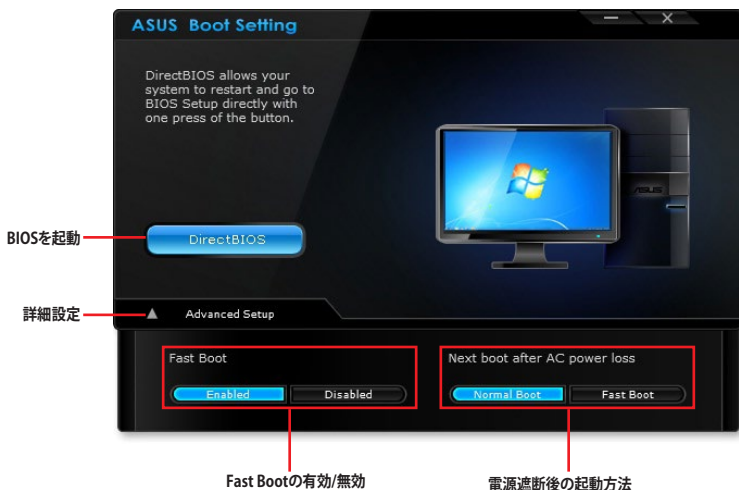 ASUS Boot Setting
DirectBIOS allows your
system to restart and go to
BIOS Setup directly with
one press of the button.
ASUS
BIOSを起動
DirectBIOS
詳細設定
Advanced Setup
Fast Boot
Next boot after AC power loss
Enabled
Disabled
Normal Boot
Fast Boot
Fast Bootの有効/無効
電源遮断後の起動方法